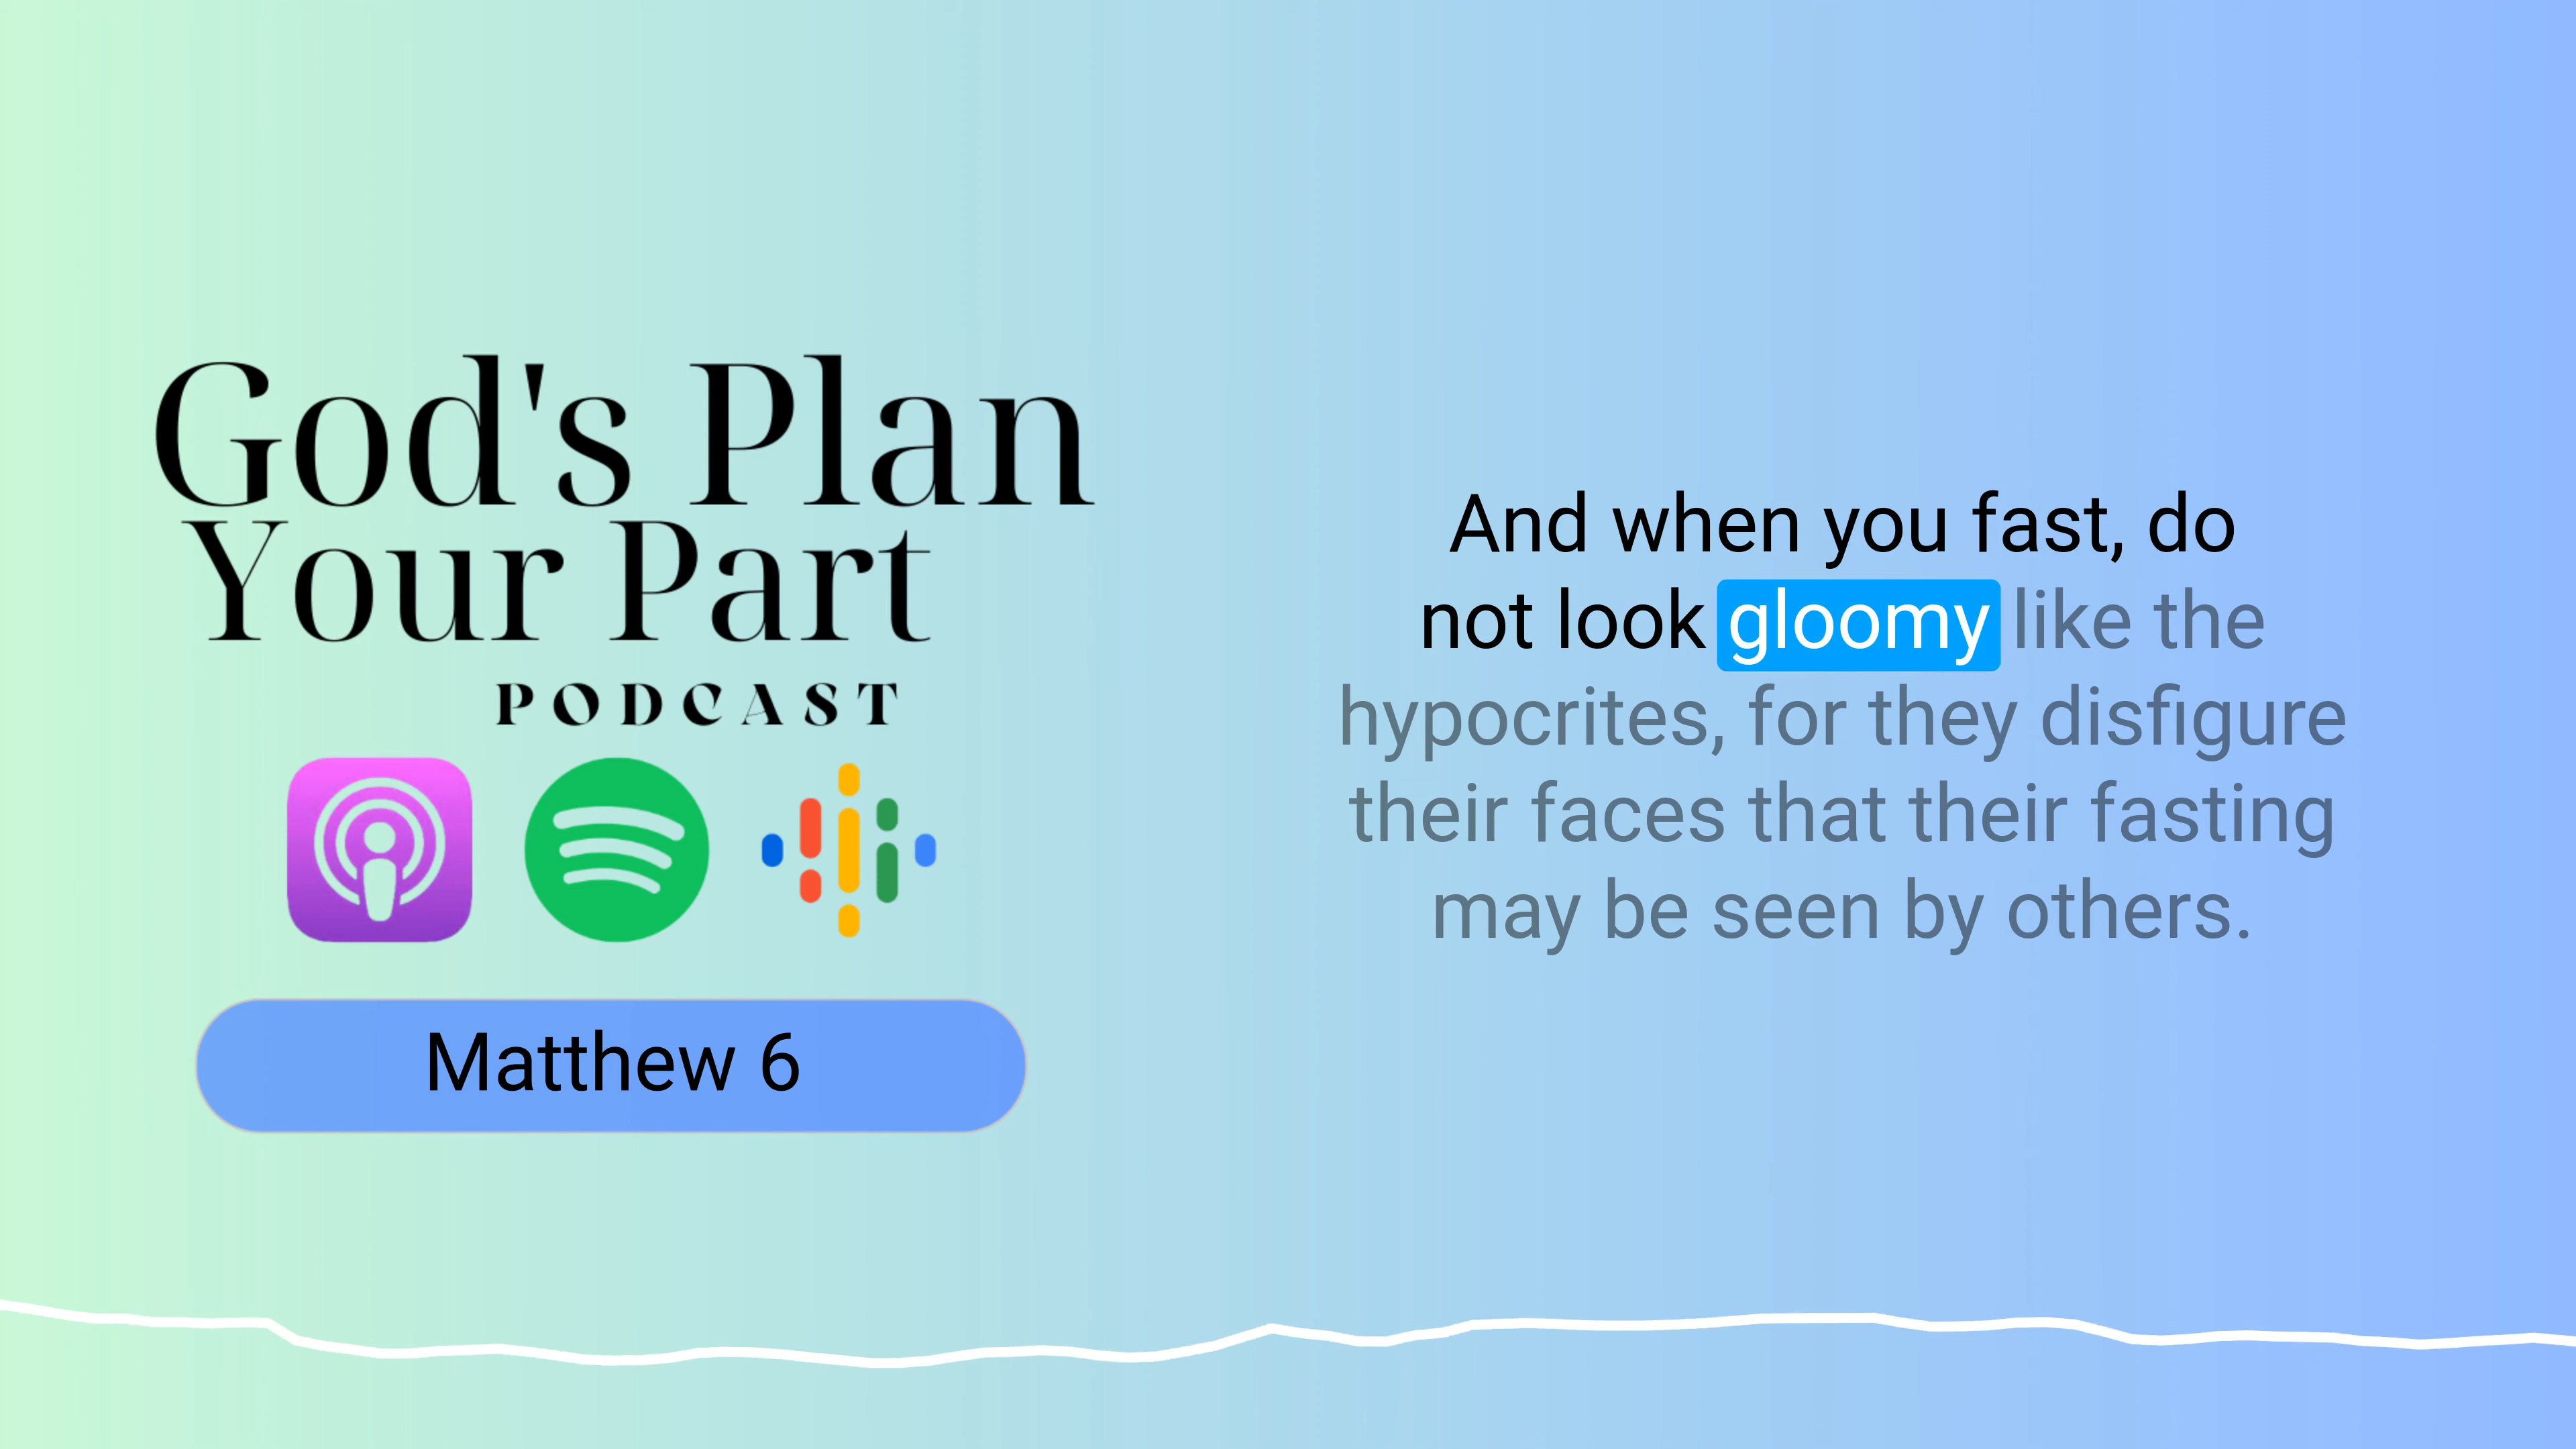 God's Plan
Your Part
PODCAST
Matthew 6
And when you fast, do
not look gloomy like the
hypocrites, for they disfigure
their faces that their fasting
may be seen by others.